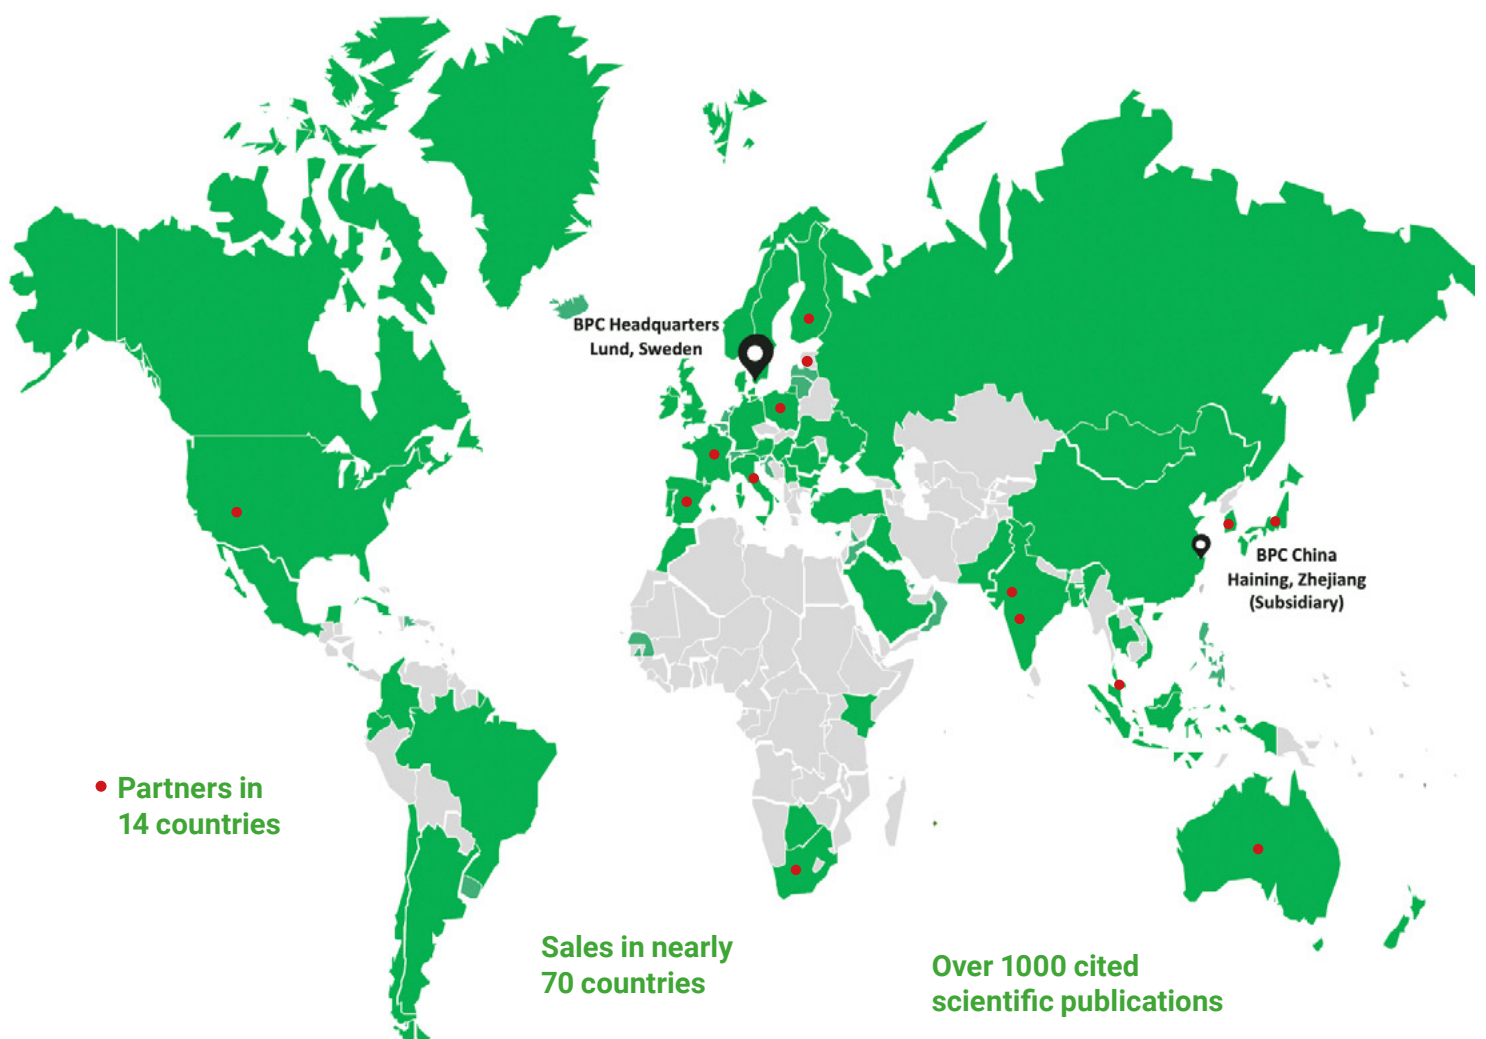 BPC Headquarters
Lund, Sweden
BPC China
Haining, Zhejiang
(Subsidiary)
Partners in
14 countries
Sales in nearly
70 countries
Over 1000 cited
scientific publications